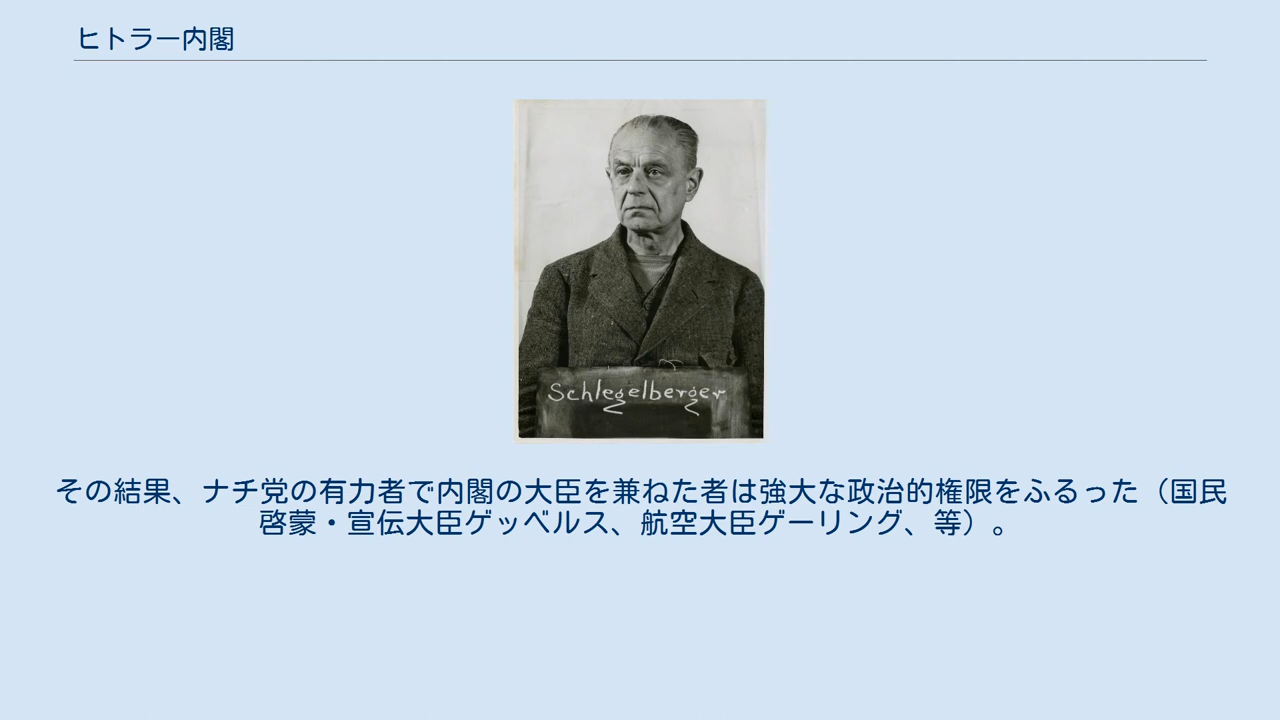 ヒトラー内閣
Schlegelberger
その結果、ナチ党の有力者で内閣の大臣を兼ねた者は強大な政治的権限をふるった（国民
啓蒙・宣伝大臣ゲッベルス、航空大臣ゲーリング、等）。